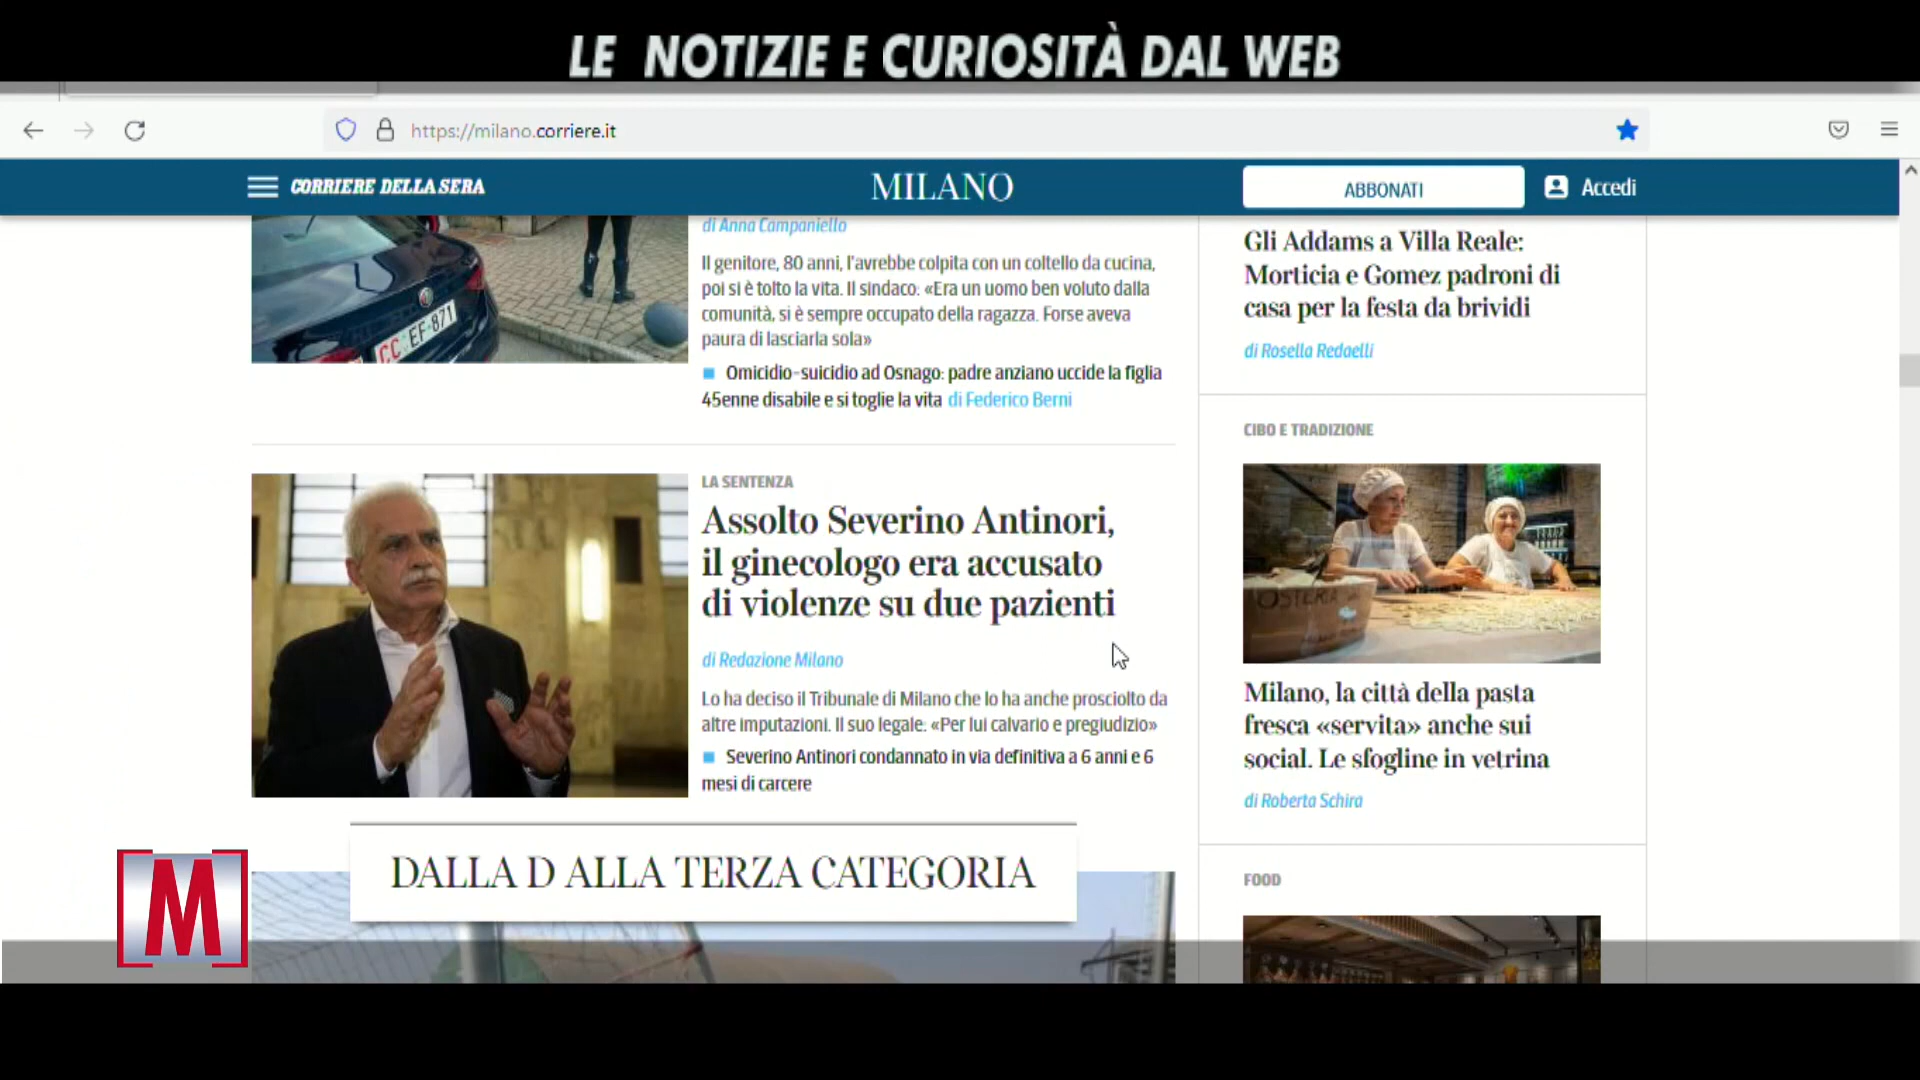 LE NOTIZIE E CURIOSITÀ DAL WEB
https://milano.corriere.it
CORRIERE DELLA SERA
MILANO
ABBONATI
Accedi
CC EF·871
di Anna Campaniello
Il genitore, 80 anni, l'avrebbe colpita con un coltello da cucina,
poi si è tolto la vita. Il sindaco: «Era un uomo ben voluto dalla
comunità, si è sempre occupato della ragazza. Forse aveva
paura di lasciarla sola»
Omicidio-suicidio ad Osnago: padre anziano uccide la figlia
45enne disabile e si toglie la vita di Federico Berni
LA SENTENZA
Assolto Severino Antinori,
il ginecologo era accusato
di violenze su due pazienti
di Redazione Milano
Lo ha deciso il Tribunale di Milano che lo ha anche prosciolto da
altre imputazioni. Il suo legale: «Per lui calvario e pregiudizio»
Severino Antinori condannato in via definitiva a 6 anni e 6
mesi di carcere
DALLA D ALLA TERZA CATEGORIA
M
Gli Addams a Villa Reale:
Morticia e Gomez padroni di
casa per la festa da brividi
di Rosella Redaelli
CIBO E TRADIZIONE
OSTERIA
Milano, la città della pasta
fresca «servita» anche sui
social. Le sfogline in vetrina
di Roberta Schira
FOOD